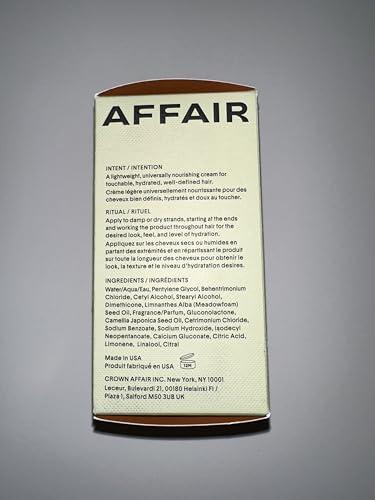 AFFAIR
INTENT / INTENTION
A lightweight, universally nourishing cream for
touchable, hydrated, well-defined hair.
Crème légère universellement nourrissante pour des
cheveux bien définis, hydratés et doux au toucher.
RITUAL / RITUEL
Apply to damp or dry strands, starting at the ends
and working the product throughout hair for the
desired look, feel, and level of hydration.
Appliquez sur les cheveux secs ou humides en
partant des extrémités et en répartissant le produit
sur toute la longueur des cheveux pour obtenir le
look, la texture et le niveau d'hydratation desires.
INGREDIENTS / INGRÉDIENTS
Water/Aqua/Eau, Pentylene Glycol, Behentrimonium
Chloride, Cetyl Alcohol, Stearyl Alcohol,
Dimethicone, Limnanthes Alba (Meadowfoam)
Seed Oil, Fragrance/Parfum, Gluconolactone,
Camellia Japonica Seed Oil, Cetrimonium Chloride,
Sodium Benzoate, Sodium Hydroxide, Isodecyl
Neopentanoate, Calcium Gluconate, Citric Acid,
Limonene, Linalool, Citral
Made in USA
Produit fabriqué en USA
12M
CROWN AFFAIR INC. New York, NY 10001
Leceur, Bulevardi 21, 00180 Helsinki FI /
Plaza 1, Salford M50 3UB UK